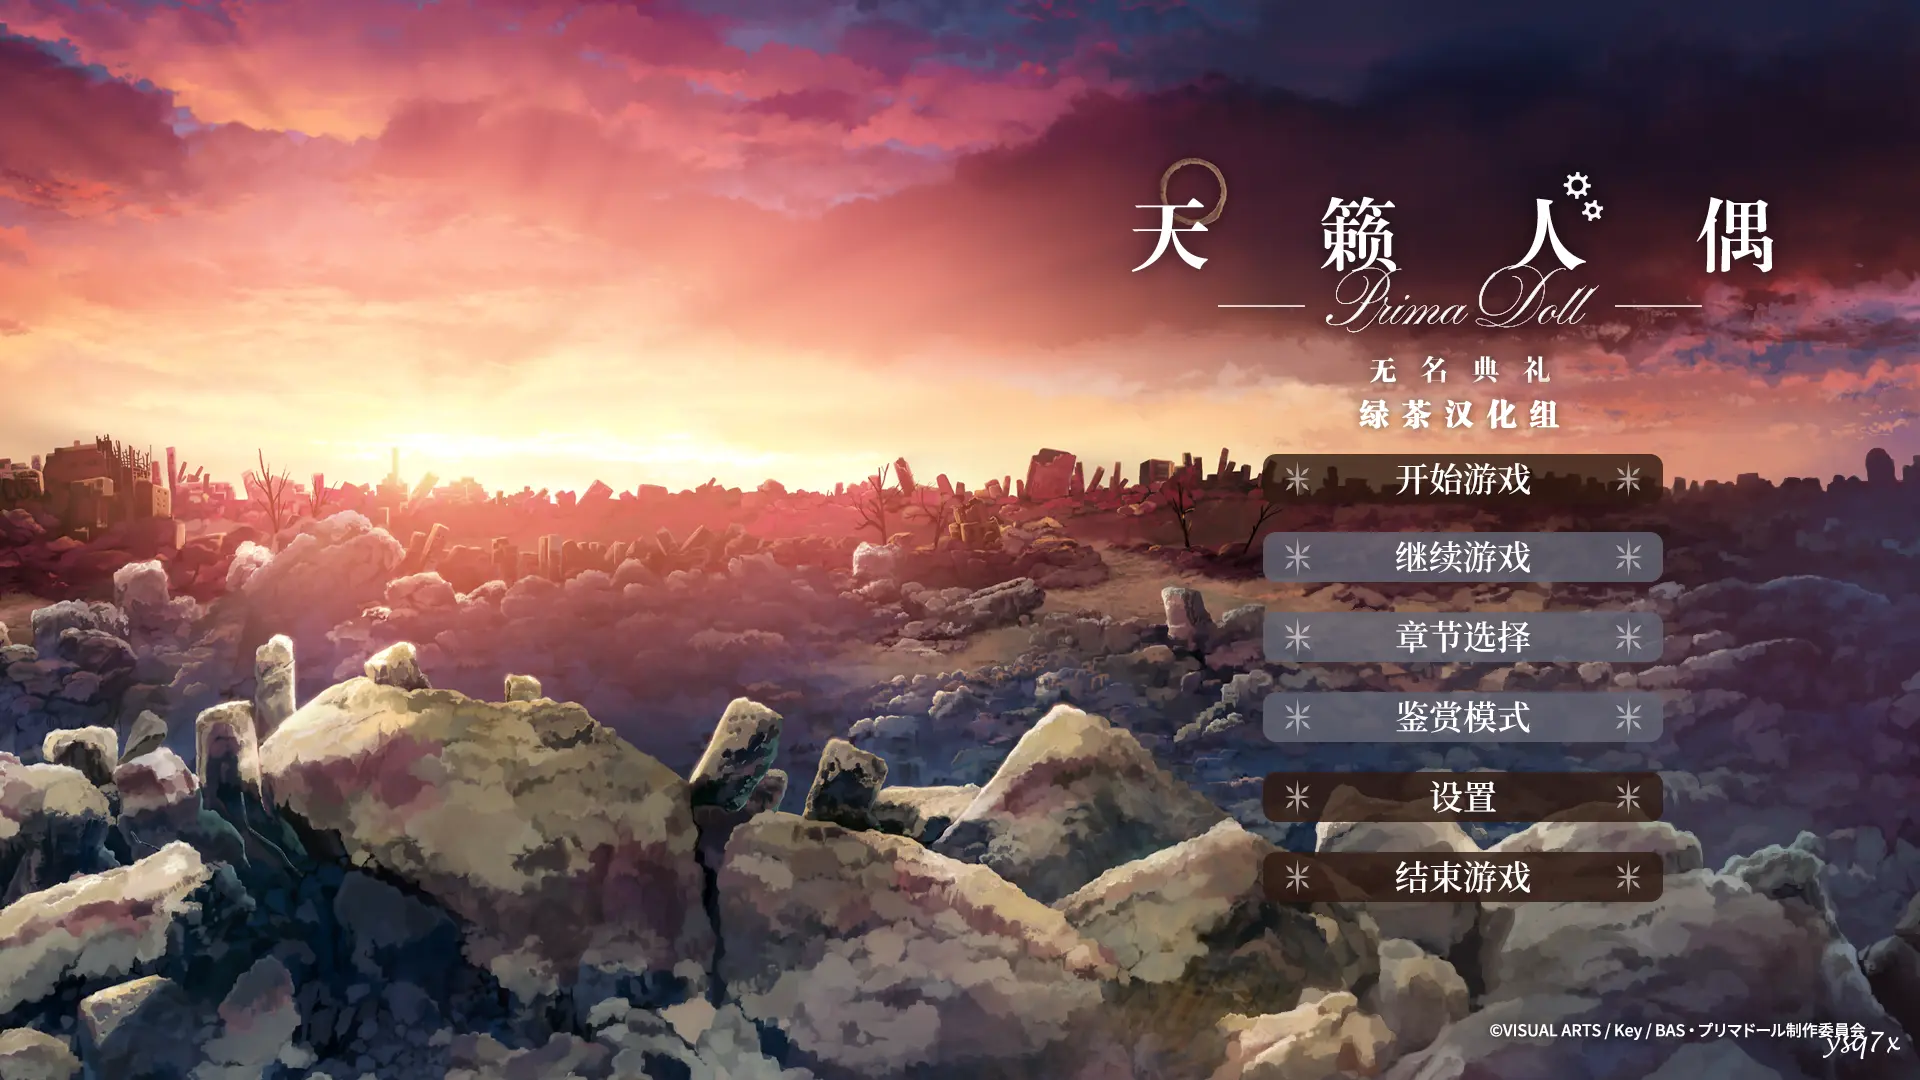 天籁人偶
Prima Doll
无名典礼
绿茶汉化组
开始游戏
继续游戏
章节选择
鉴赏模式
设置
结束游戏
©VISUAL ARTS / Key / BAS・プリマドール制作委員会
ysq7x